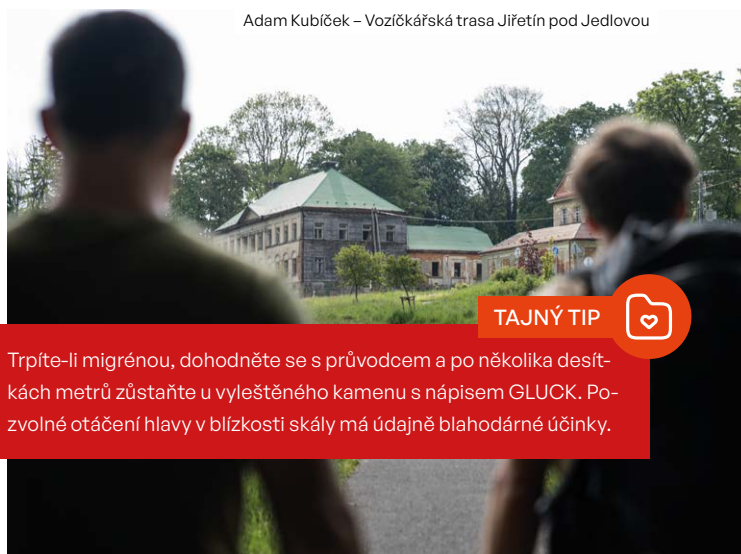 Adam Kubíček – Vozíčkářská trasa Jiřetín pod Jedlovou
TAJNÝ TIP
Trpíte-li migrénou, dohodněte se s průvodcem a po několika desít-
kách metrů zůstaňte u vyleštěného kamenu s nápisem GLUCK. Po-
zvolné otáčení hlavy v blízkosti skály má údajně blahodárné účinky.